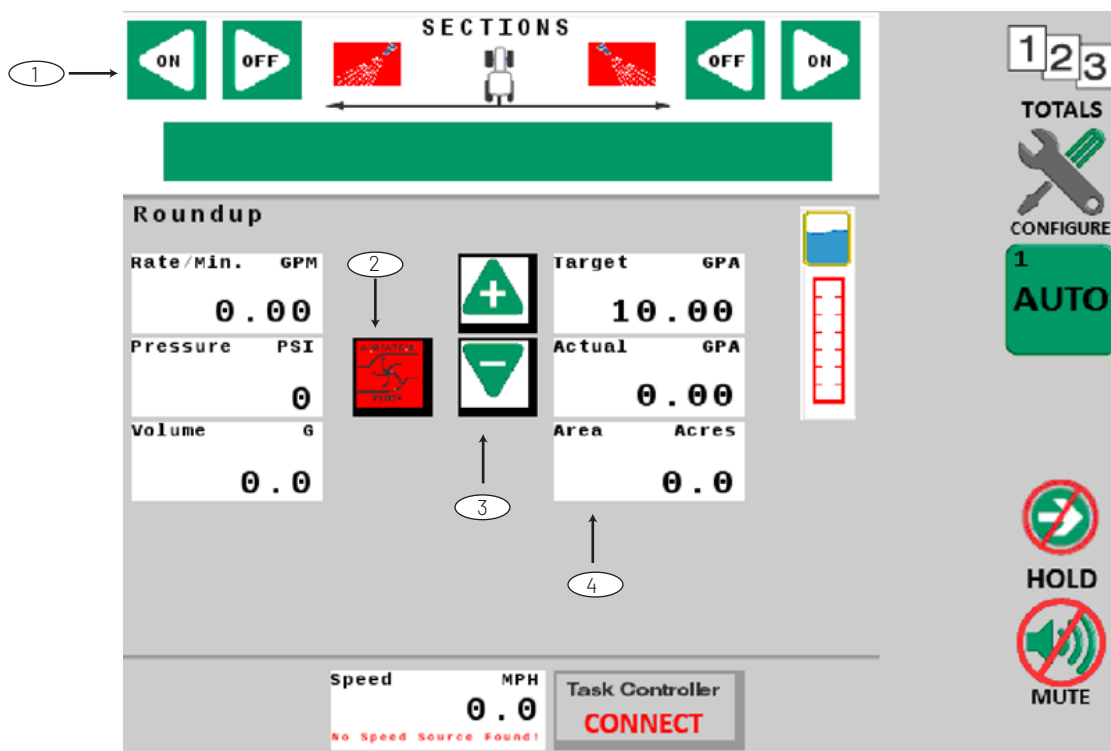 SECTIONS
1
ON
OFF
OFF
ON
1 2 3
TOTALS
CONFIGURE
1
AUTO
HOLD
MUTE
Roundup
Rate/Min. GPM
0.00
2
Target GPA
10.00
Pressure PSI
0
AGITATION
PUMP
Actual GPA
0.00
Volume G
0.0
3
Area Acres
0.0
4
Speed MPH
0.0
No Speed Source Found!
Task Controller
CONNECT